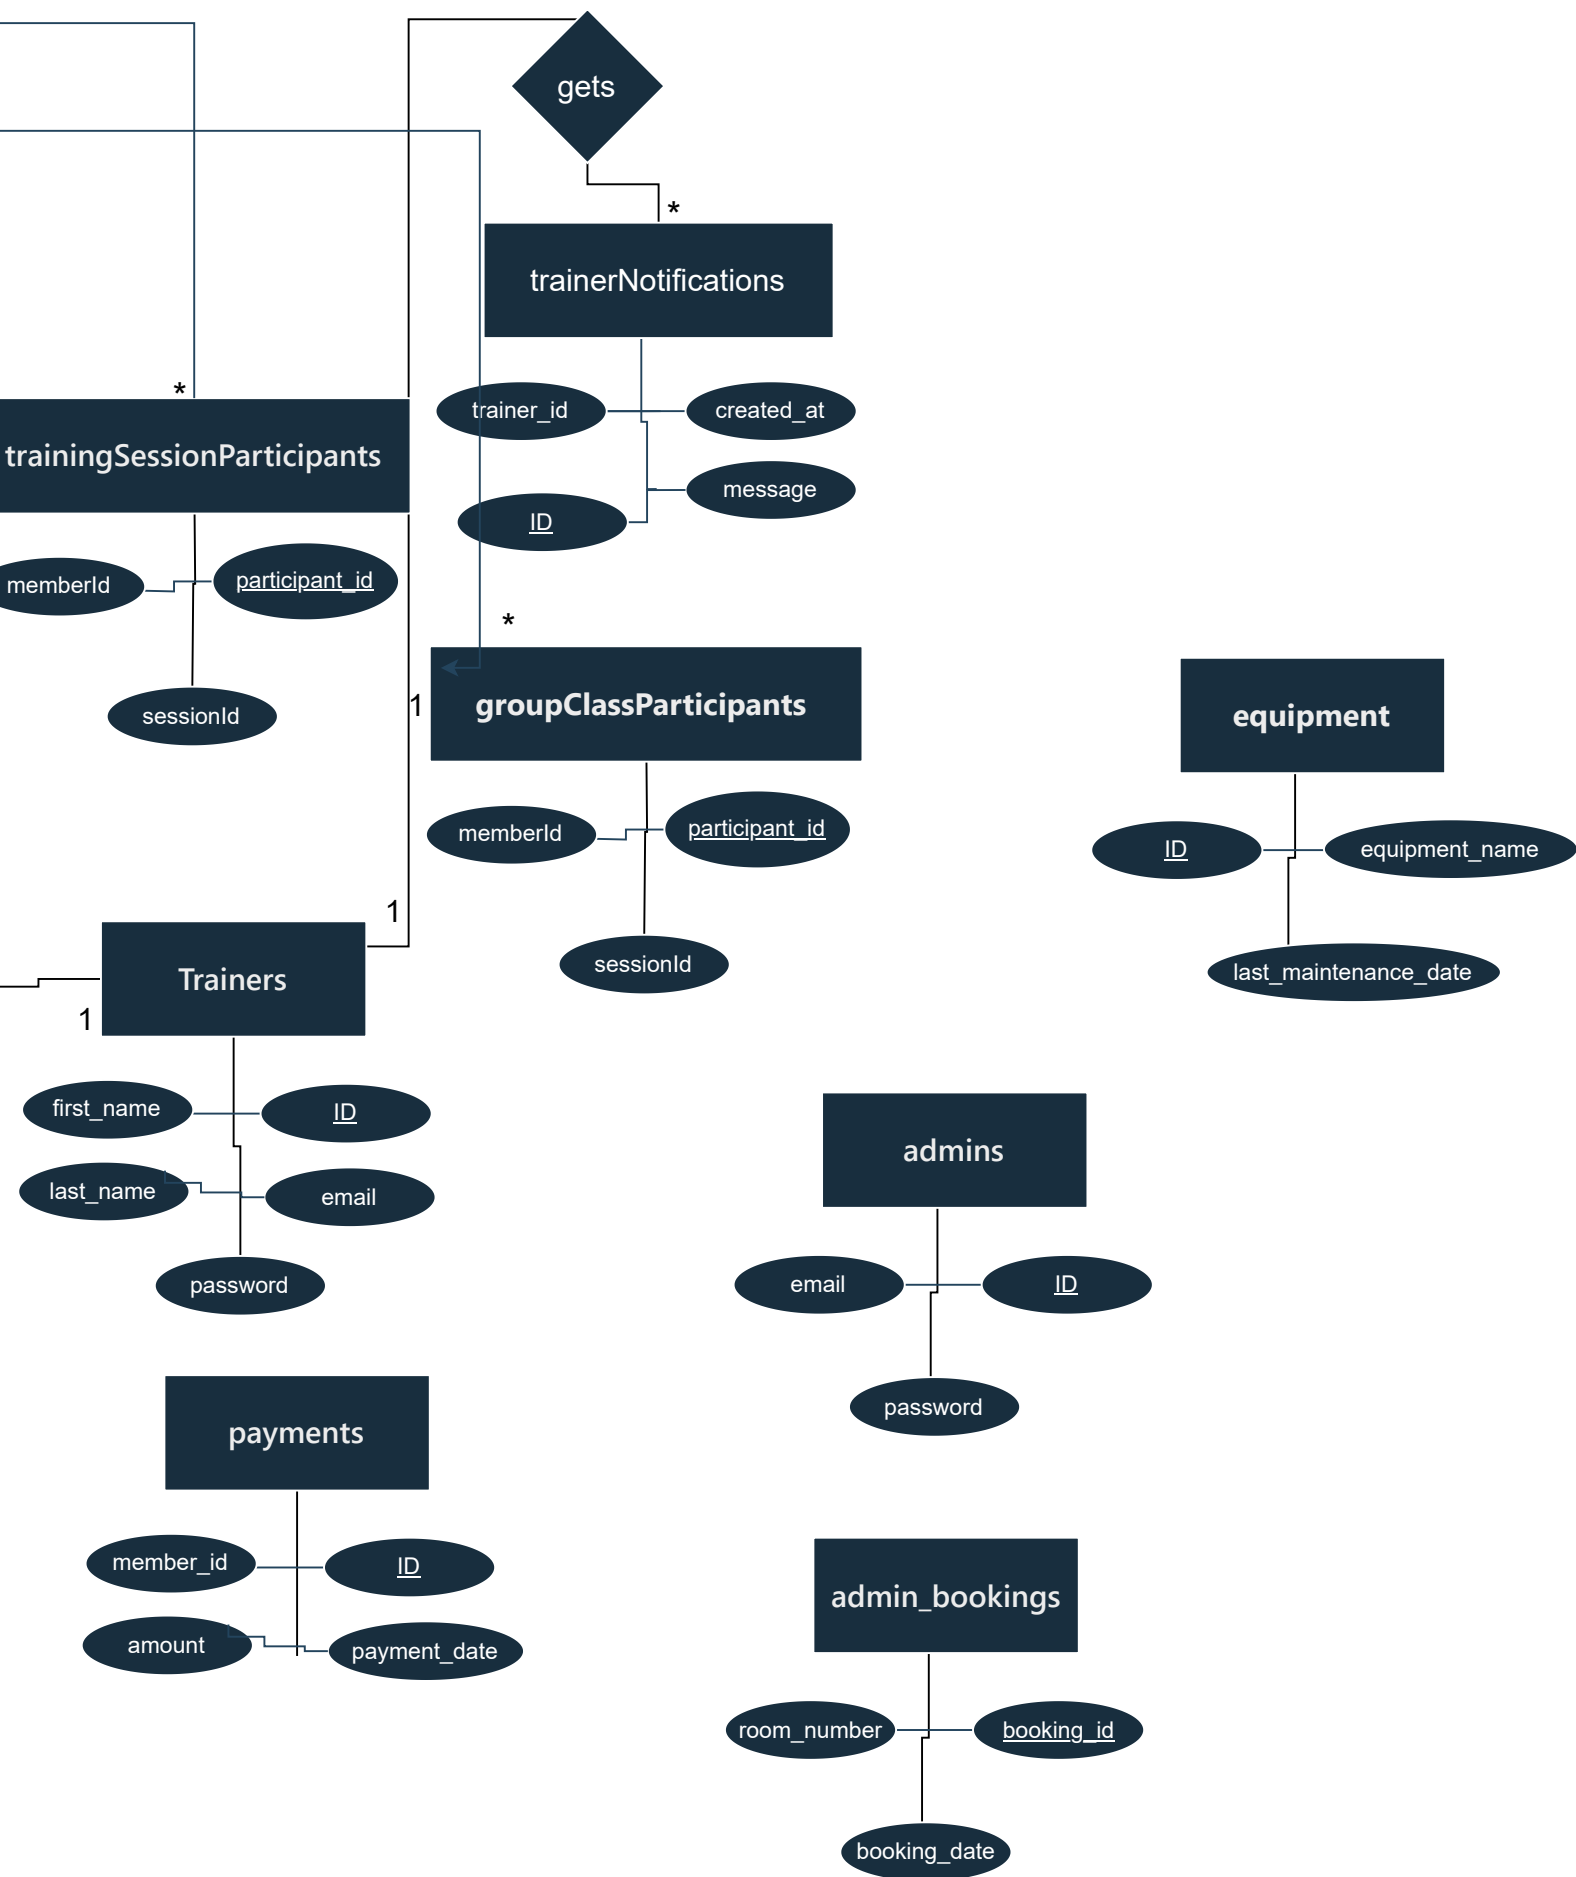 gets
*
trainerNotifications
trainer_id
created_at
message
ID
*
trainingSessionParticipants
memberId
participant_id
sessionId
*
1
groupClassParticipants
memberId
participant_id
sessionId
equipment
ID
equipment_name
last_maintenance_date
1
Trainers
1
first_name
ID
last_name
email
password
admins
email
ID
password
payments
member_id
ID
amount
payment_date
admin_bookings
room_number
booking_id
booking_date